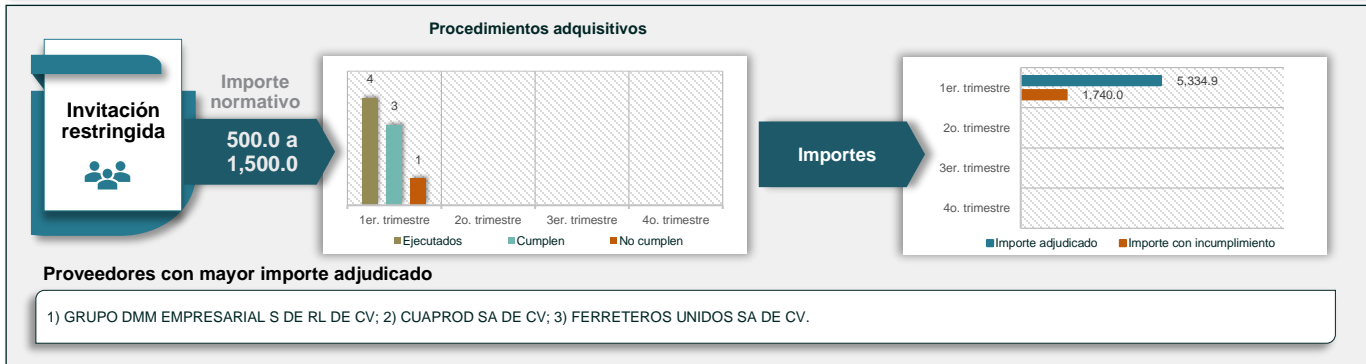 Procedimientos adquisitivos
Invitación
restringida
Importe
normativo
500.0 a
1,500.0
4
3
1
1er. trimestre
2o. trimestre
3er. trimestre
4o. trimestre
Ejecutados
Cumplen
No cumplen
Importes
1er. trimestre
5,334.9
1,740.0
2o. trimestre
3er. trimestre
4o. trimestre
Importe adjudicado
Importe con incumplimiento
Proveedores con mayor importe adjudicado
1) GRUPO DMM EMPRESARIAL S DE RL DE CV; 2) CUAPROD SA DE CV; 3) FERRETEROS UNIDOS SA DE CV.